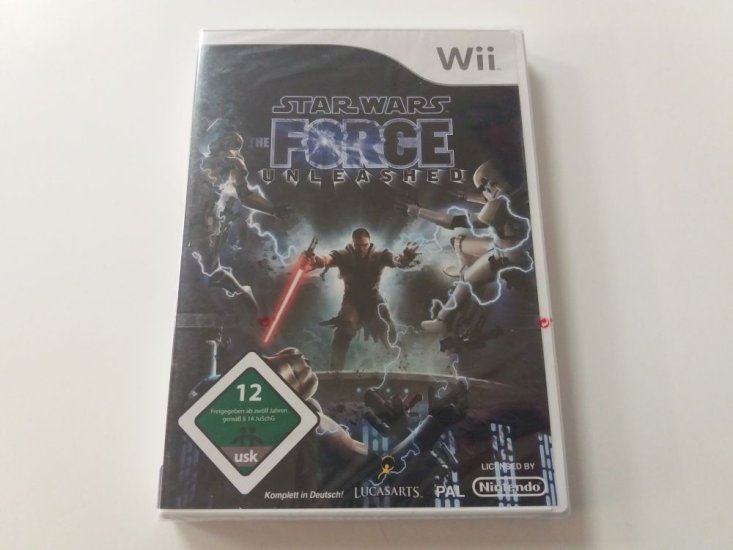 Wii
STAR WARS
THE FORCE
UNLEASHED
12
Freigegeben ab zwölf Jahren
gemäß § 14 JuSchG
usk
Komplett in Deutsch!
LUCASARTS
PAL
LICENSED BY
Nintendo